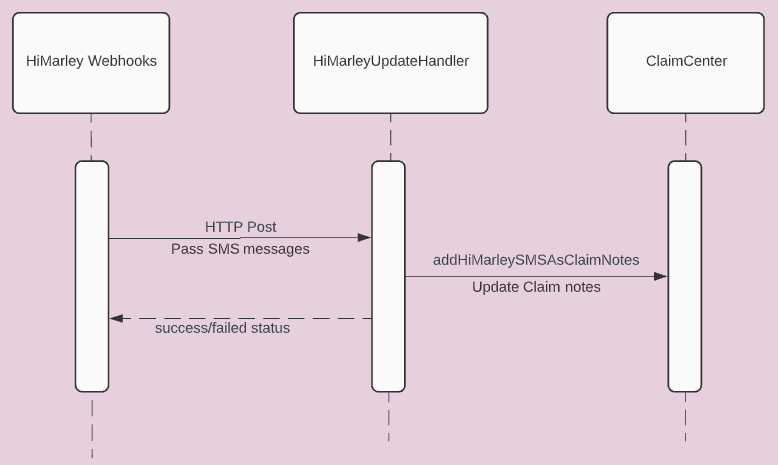 HiMarley Webhooks
HiMarleyUpdateHandler
ClaimCenter
HTTP Post
Pass SMS messages
addHiMarleySMSAsClaimNotes
Update Claim notes
success/failed status